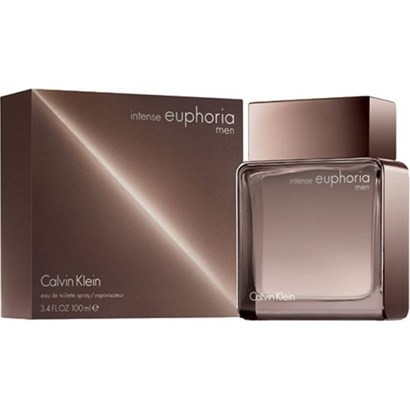 intense euphoria
men
Calvin Klein
eau de toilette spray / vaporisateur
3.4 FL OZ 100 ml ℮
intense euphoria
men
Calvin Klein